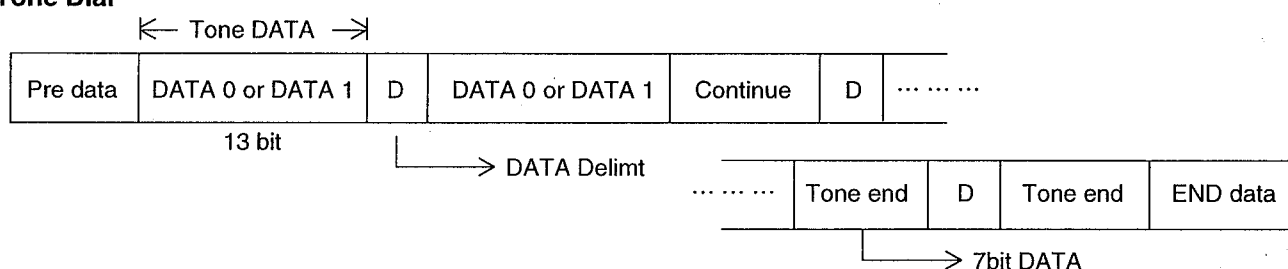 Tone Dial
Tone DATA
Pre data DATA 0 or DATA 1 D DATA 0 or DATA 1 Continue D ... ... ...
13 bit
DATA Delimt
... ... ... Tone end D Tone end END data
7bit DATA